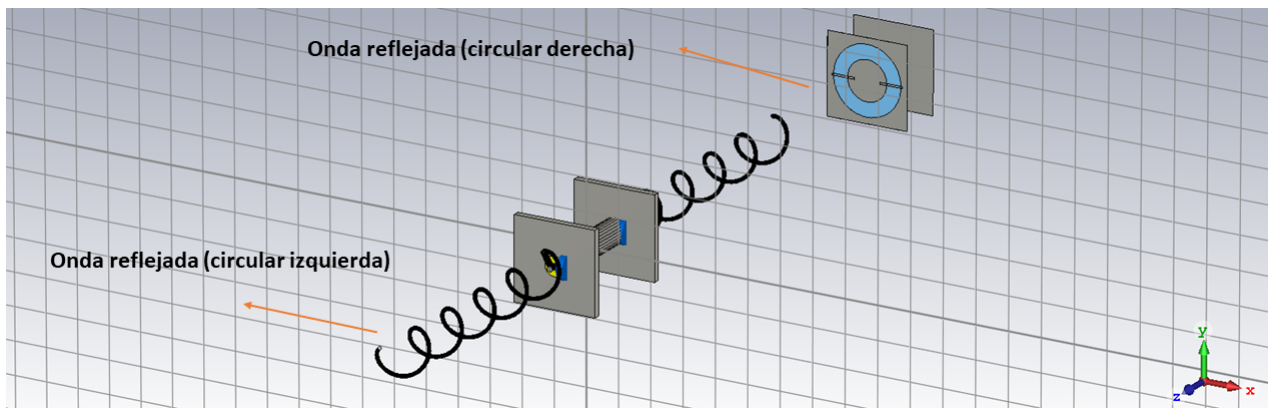 Onda reflejada (circular derecha)
Onda reflejada (circular izquierda)
y
x
z